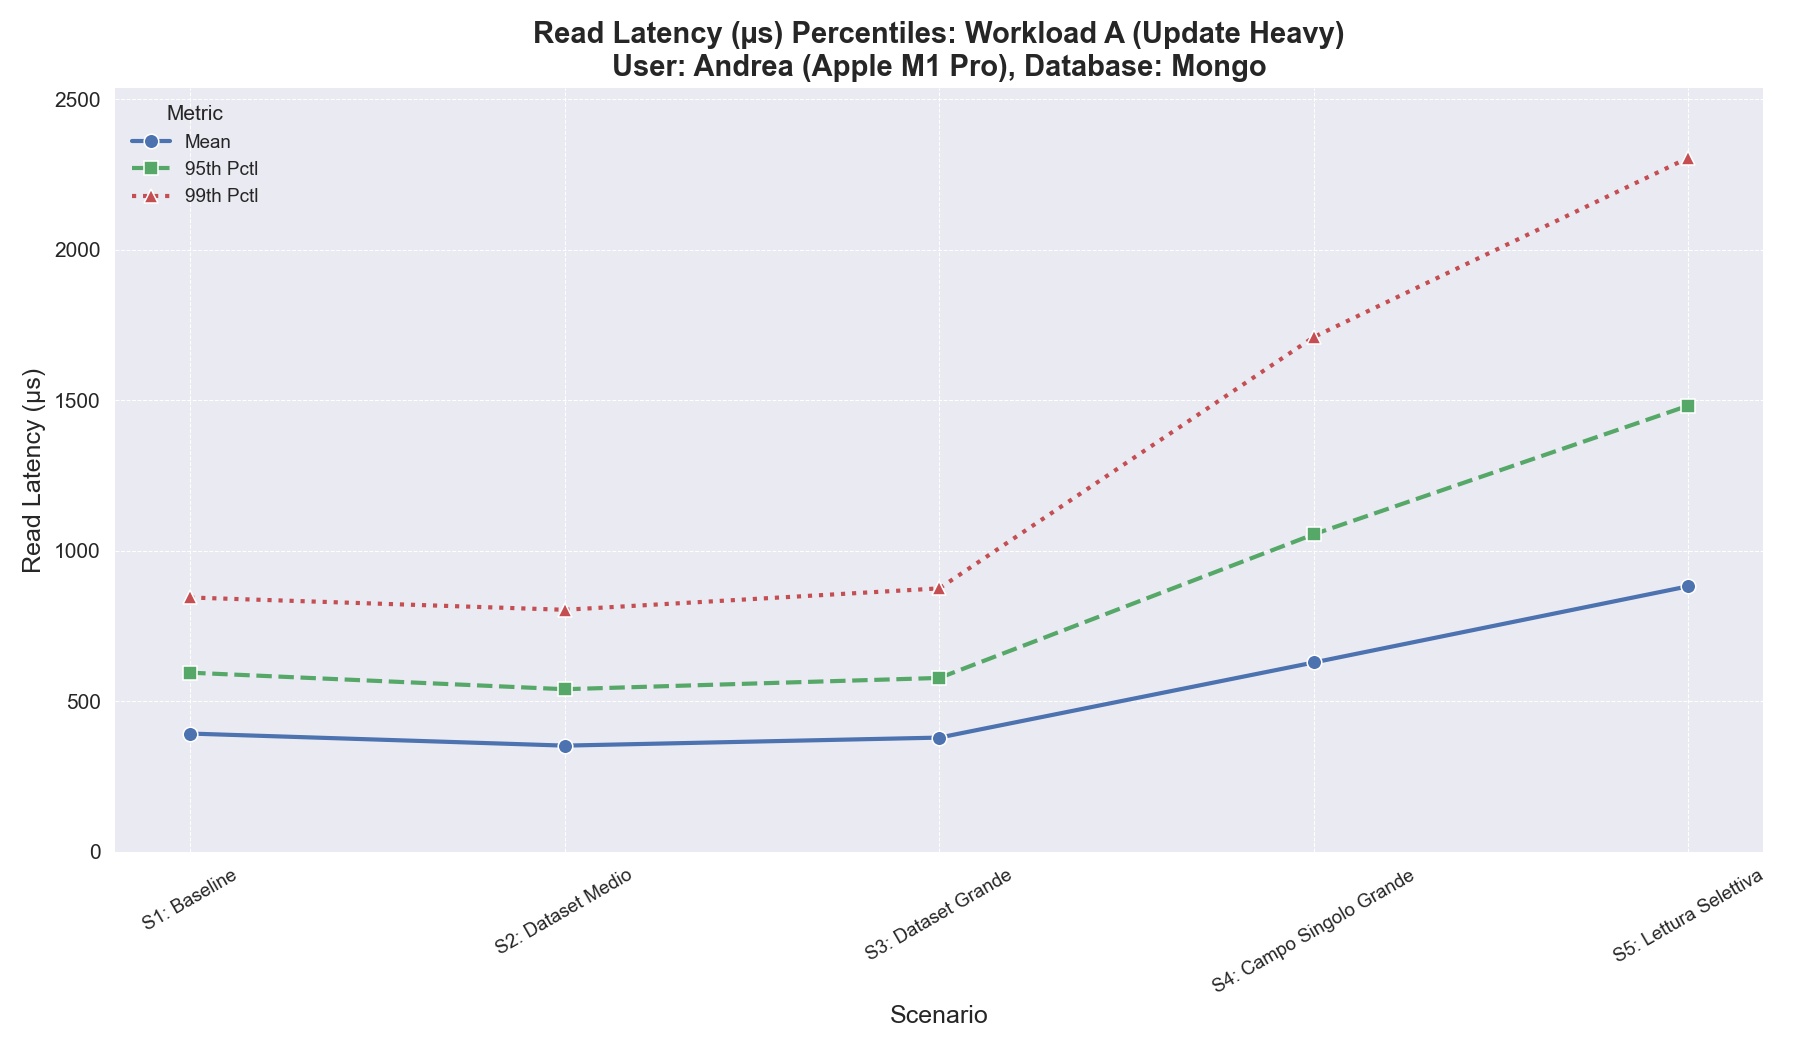 Read Latency (µs) Percentiles: Workload A (Update Heavy)
User: Andrea (Apple M1 Pro), Database: Mongo
Metric
Mean
95th Pctl
99th Pctl
Read Latency (µs)
2500
2000
1500
1000
500
0
S1: Baseline
S2: Dataset Medio
S3: Dataset Grande
S4: Campo Singolo Grande
S5: Lettura Selettiva
Scenario